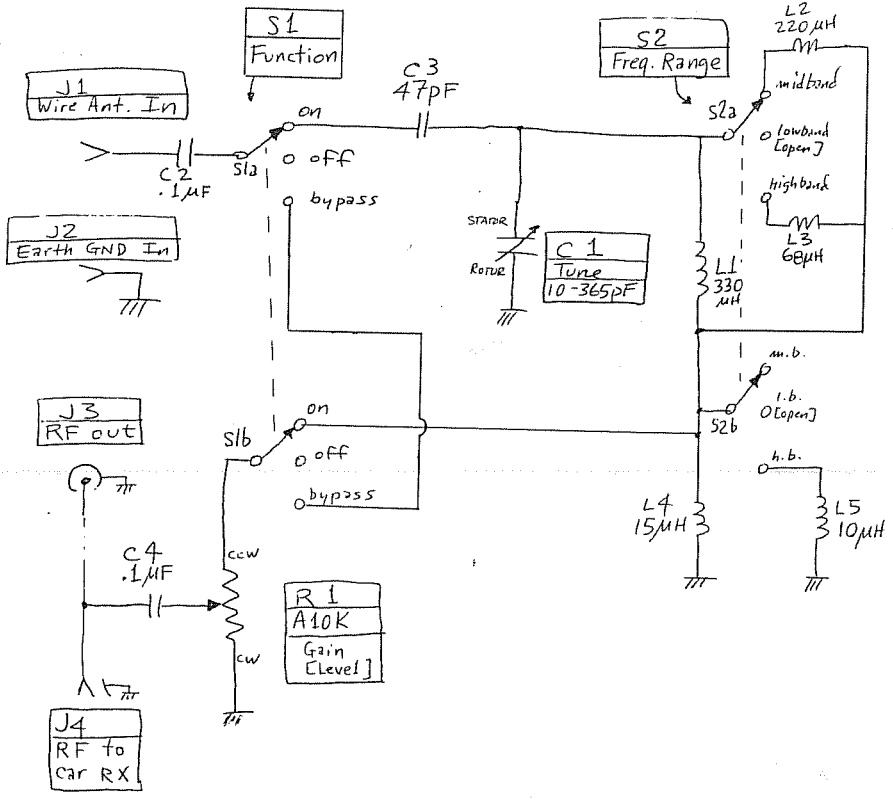 S1
Function
J1
Wire Ant. In
C2
.1µF
S1a
on
off
bypass
C3
47pF
S2
Freq. Range
L2
220µH
S2a
midband
lowband
[open]
highband
L3
68µH
J2
Earth GND In
STATOR
ROTOR
C1
Tune
10-365pF
L1
330
µH
m.b.
l.b.
[open]
S2b
h.b.
J3
RF out
S1b
on
off
bypass
L4
15µH
L5
10µH
C4
.1µF
CCW
CW
R1
A10K
Gain
[Level]
J4
RF to
car RX